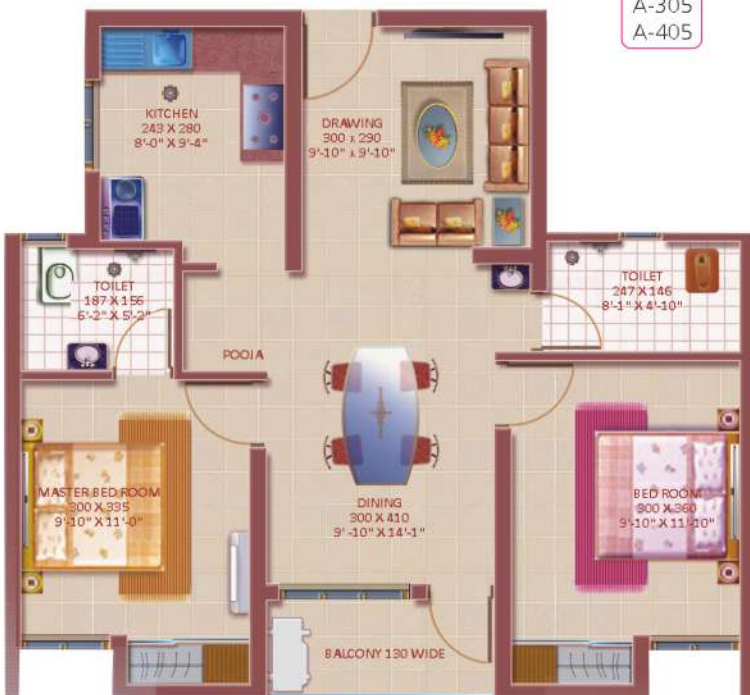 A-305
A-405
KITCHEN
243 X 280
8'-0" X 9'-4"
DRAWING
300 x 290
9'-10" x 9'-10"
TOILET
187 X 156
6'-2" X 5'-2"
TOILET
247 X 146
8'-1" X 4'-10"
POOJA
MASTER BED ROOM
300 X 335
9'-10" X 11'-0"
BED ROOM
300 X 360
9'-10" X 11'-10"
DINING
300 X 410
9'-10" X 14'-1"
BALCONY 130 WIDE